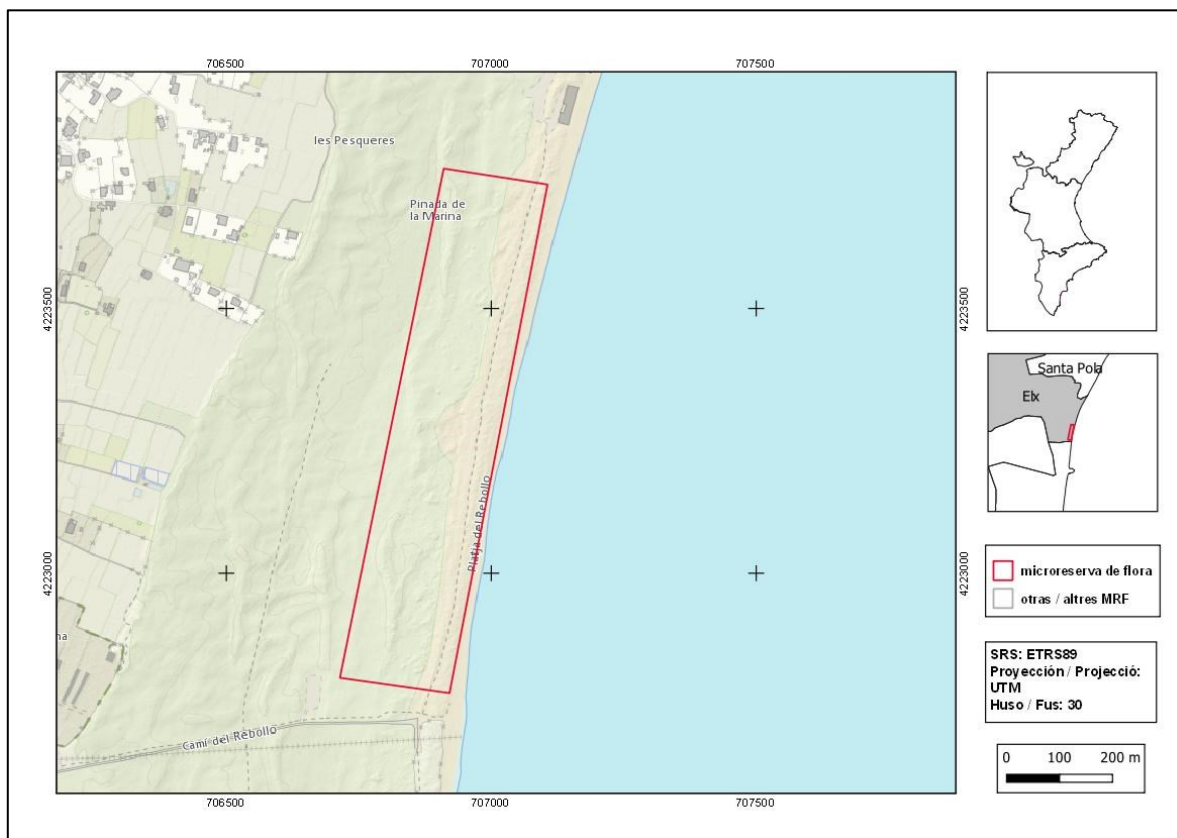 706500
707000
707500
les Pesqueres
Pinada de
la Marina
4223500
4223500
Santa Pola
Elx
Platja del Rebollo
4223000
4223000
microreserva de flora
otras / altres MRF
na
SRS: ETRS89
Proyección / Projecció:
UTM
Huso / Fus: 30
Camí del Rebollo
0 100 200 m
706500
707000
707500